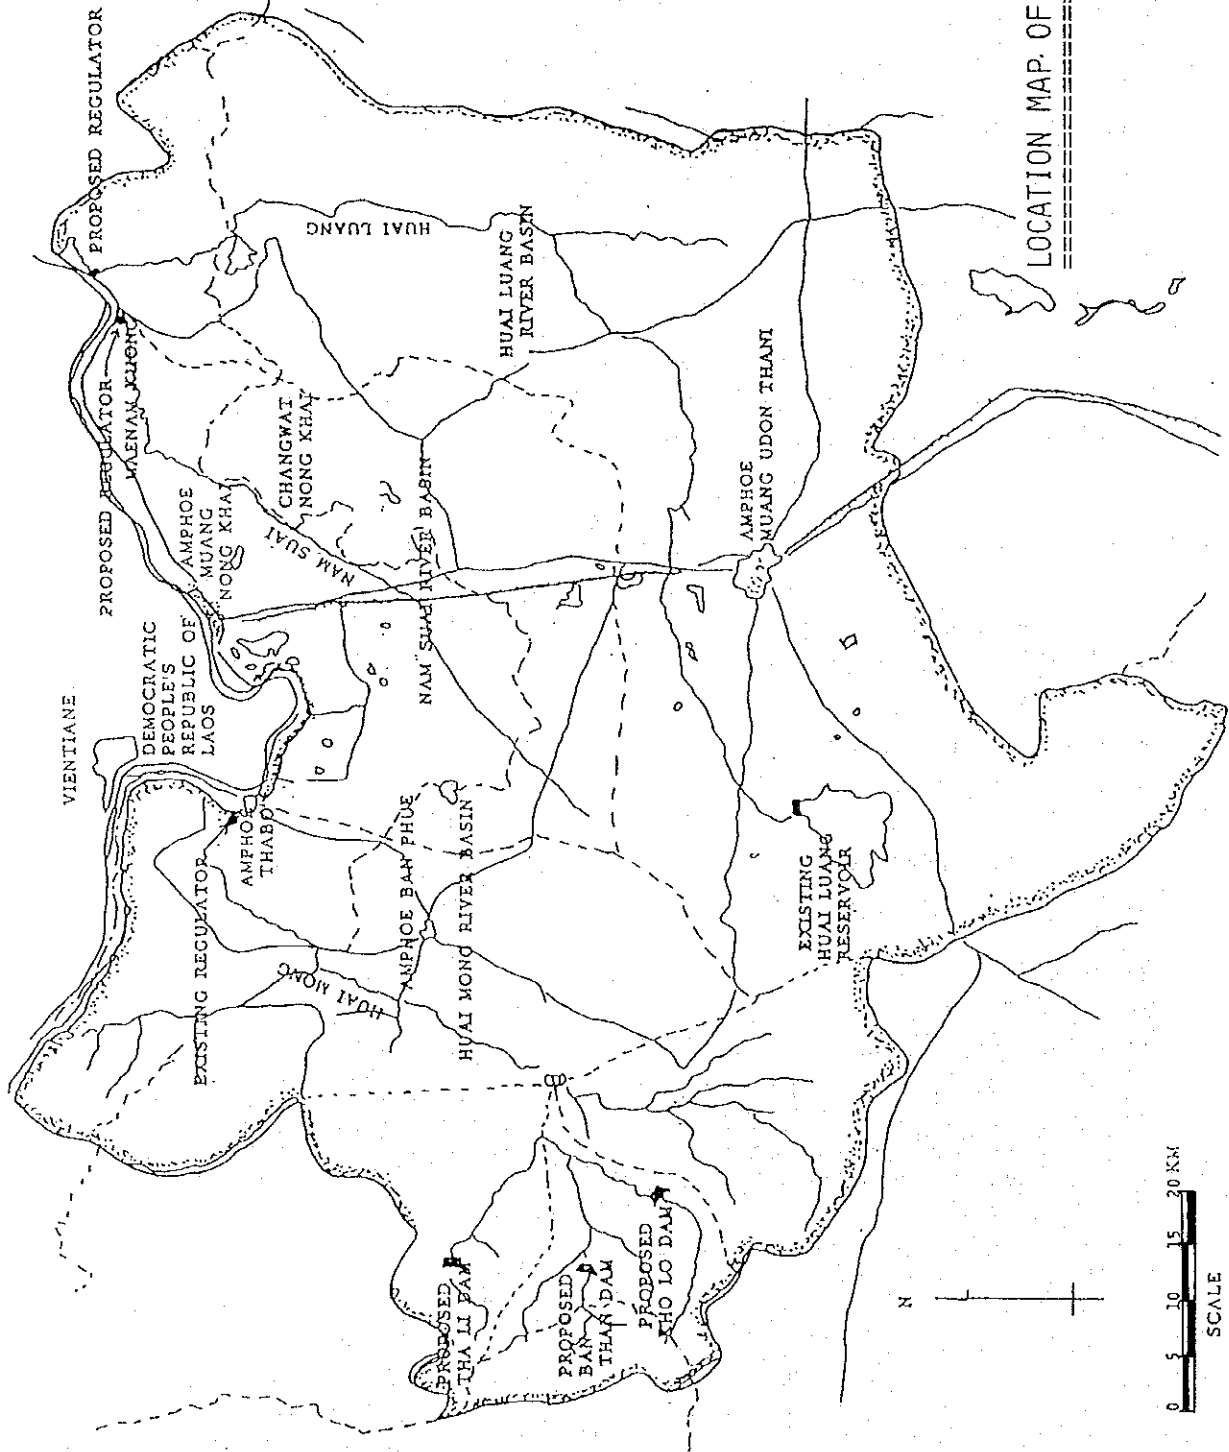 VIENTIANE
DEMOCRATIC
PEOPLE'S
REPUBLIC OF
LAOS
PROPOSED REGULATOR
PROPOSED REGULATOR
AMPHOE
MUANG
NONG KHAI
CHANGWAT
NONG KHAI
NAM SUAI
NAM SUAI RIVER BASIN
HUAI LUANG
HUAI LUANG
RIVER BASIN
AMPHOE
THABO
EXISTING REGULATOR
AMPHOE BAN PHUE
HUAI MONG
HUAI MONG RIVER BASIN
AMPHOE
MUANG UDON THANI
EXISTING
HUAI LUANG
RESERVOIR
PROPOSED
THA LI DAM
PROPOSED
BAN
THAN DAM
PROPOSED
KHO LO DAM
N
0 5 10 15 20 KM
SCALE
LOCATION MAP OF